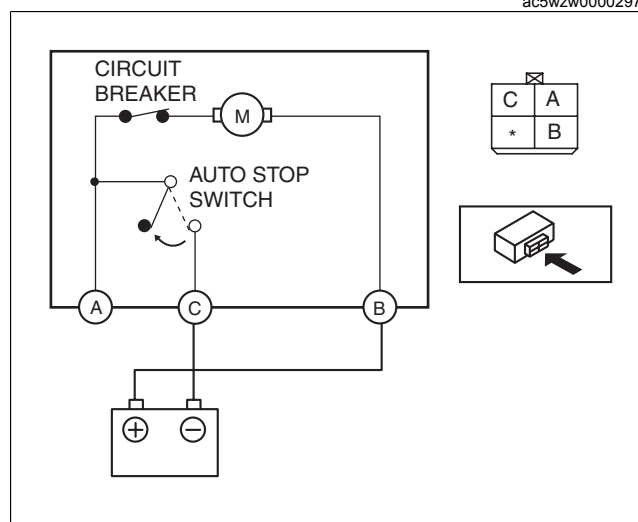 ac5wzw0000297
CIRCUIT
BREAKER
M
AUTO STOP
SWITCH
A
C
B
+ −
C A
* B